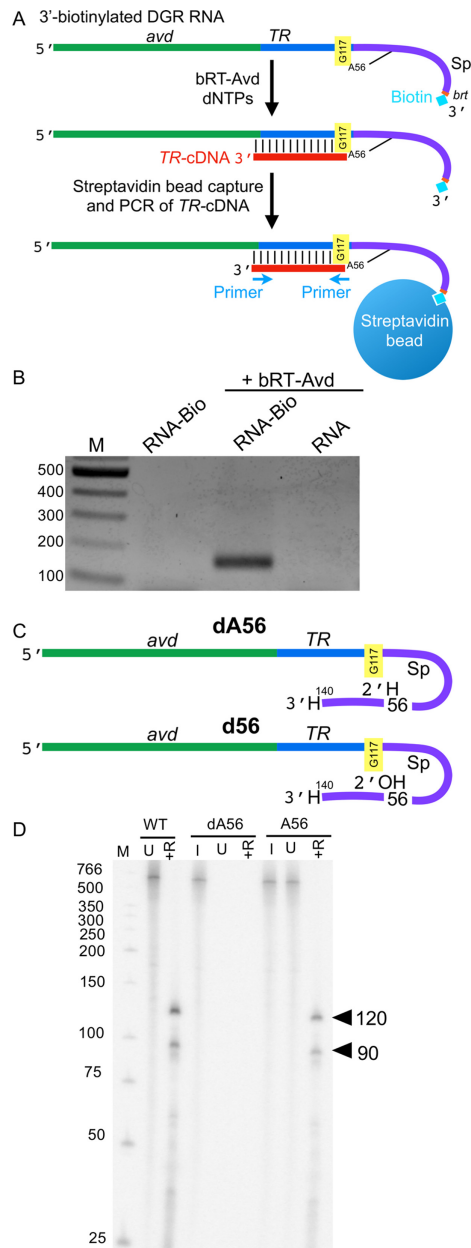 A
3'-biotinylated DGR RNA
5' avd TR G117 A56 Sp
bRT-Avd
dNTPs
Biotin brt
3'
5' G117 A56
TR-cDNA 3'
3'
Streptavidin bead capture
and PCR of TR-cDNA
5' G117 A56
3'
Primer Primer
Streptavidin
bead
B
+ bRT-Avd
M RNA-Bio RNA-Bio RNA
500
400
300
200
100
C
dA56
5' avd TR G117 Sp
2'H
140
3'H 56
d56
5' avd TR G117 Sp
2'OH
140
3'H 56
D
WT dA56 A56
M U +R I U +R I U +R
766
500
350
300
250
200
150
100
75
50
25
120
90